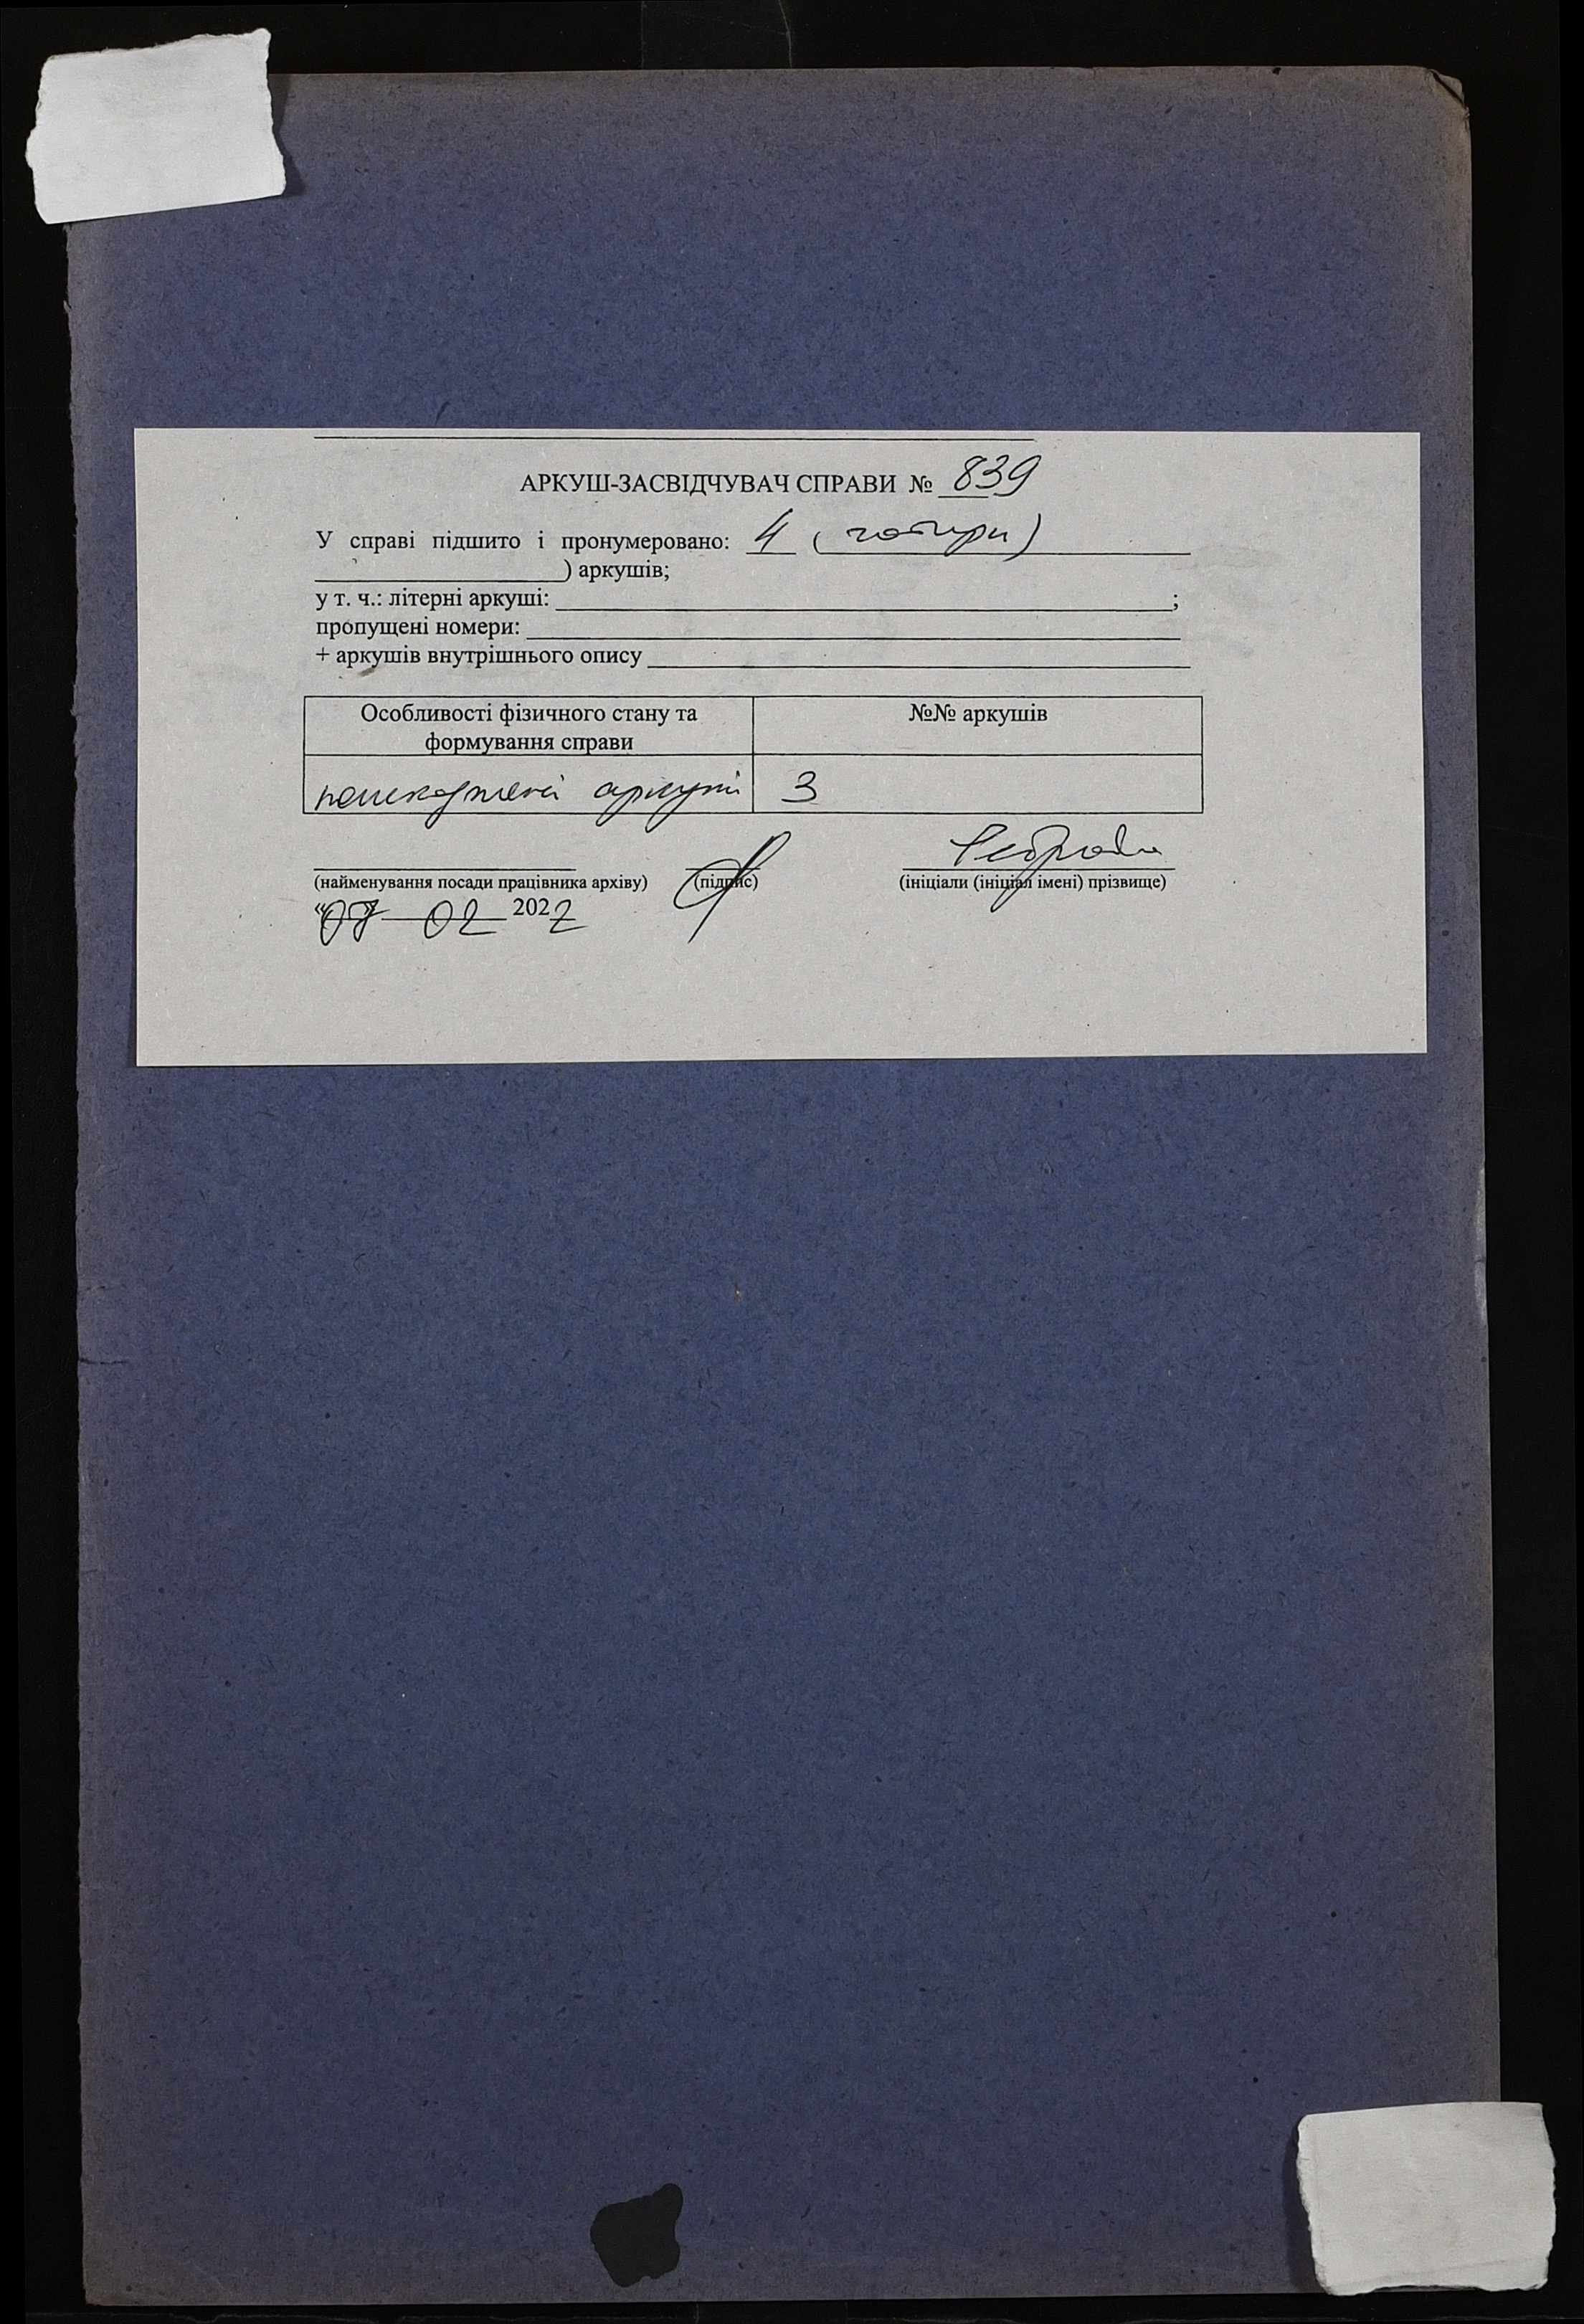 АРКУШ-ЗАСВІДЧУВАЧ СПРАВИ № 839
У справі підшито і пронумеровано: 4 (чотири)
) аркушів;
у т. ч.: літерні аркуші: ;
пропущені номери:
+ аркушів внутрішнього опису
Особливості фізичного стану та формування справи №№ аркушів
пошкоджені аркуші 3
(найменування посади працівника архіву) (підпис) (ініціали (ініціал імені) прізвище)
"07" 02 2022